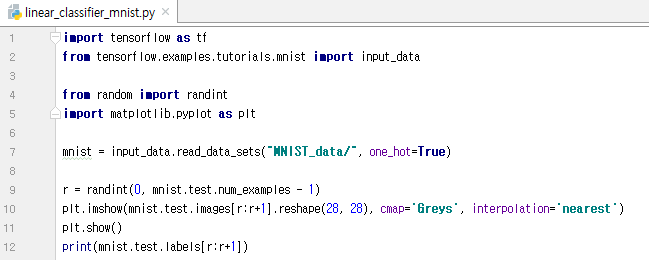 linear_classifier_mnist.py ×
1 import tensorflow as tf
2 from tensorflow.examples.tutorials.mnist import input_data
3
4 from random import randint
5 import matplotlib.pyplot as plt
6
7 mnist = input_data.read_data_sets("MNIST_data/", one_hot=True)
8
9 r = randint(0, mnist.test.num_examples - 1)
10 plt.imshow(mnist.test.images[r:r+1].reshape(28, 28), cmap='Greys', interpolation='nearest')
11 plt.show()
12 print(mnist.test.labels[r:r+1])